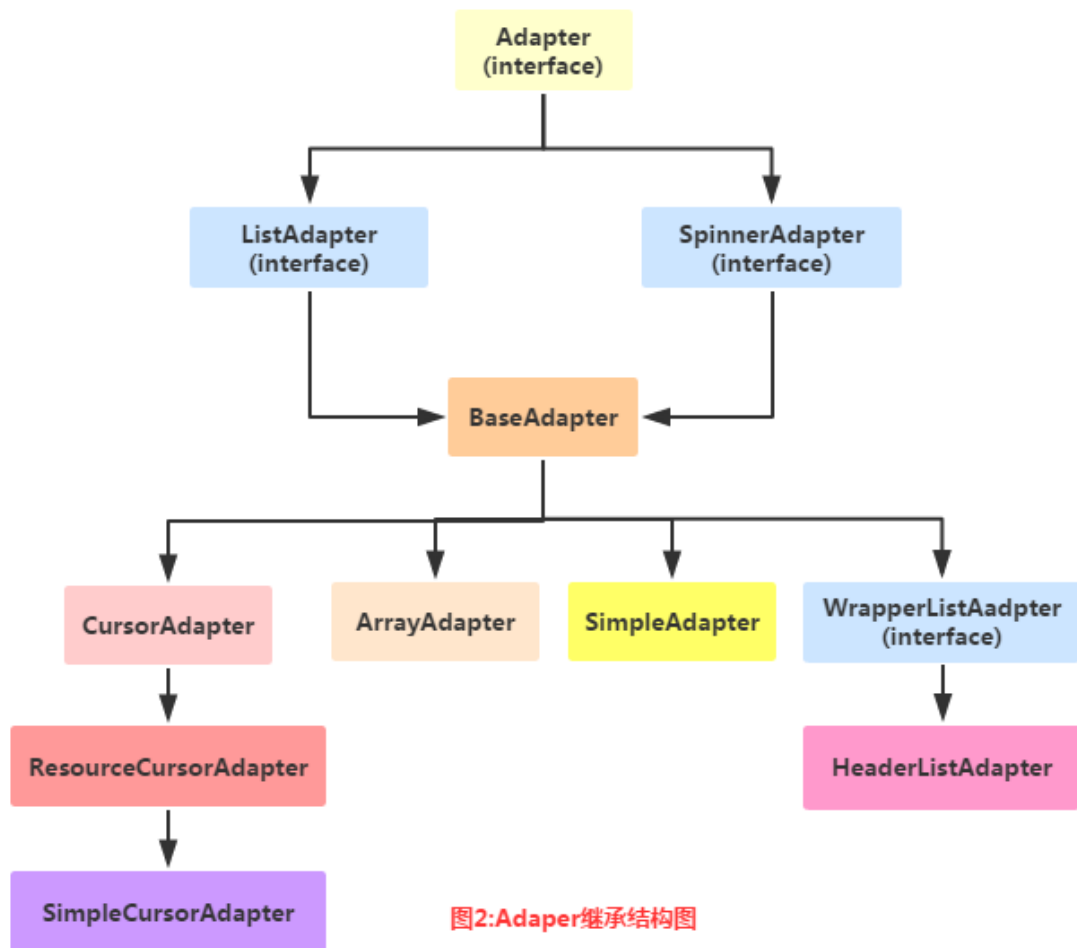 Adapter
(interface)
ListAdapter
(interface)
SpinnerAdapter
(interface)
BaseAdapter
CursorAdapter
ArrayAdapter
SimpleAdapter
WrapperListAadpter
(interface)
ResourceCursorAdapter
HeaderListAdapter
SimpleCursorAdapter
图2:Adaper继承结构图